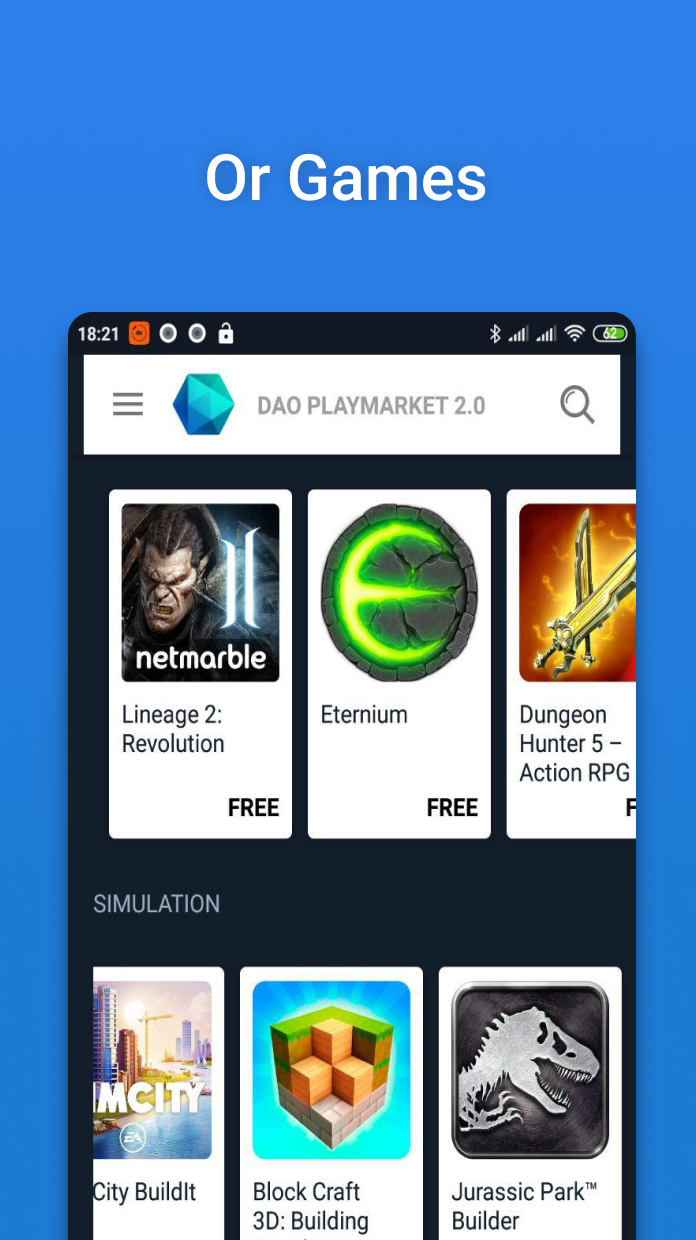 Or Games
18:21
62
DAO PLAYMARKET 2.0
netmarble
Lineage 2:
Revolution
FREE
Eternium
FREE
Dungeon
Hunter 5 –
Action RPG
F
SIMULATION
MCITY
EA
City BuildIt
Block Craft
3D: Building
Jurassic Park™
Builder